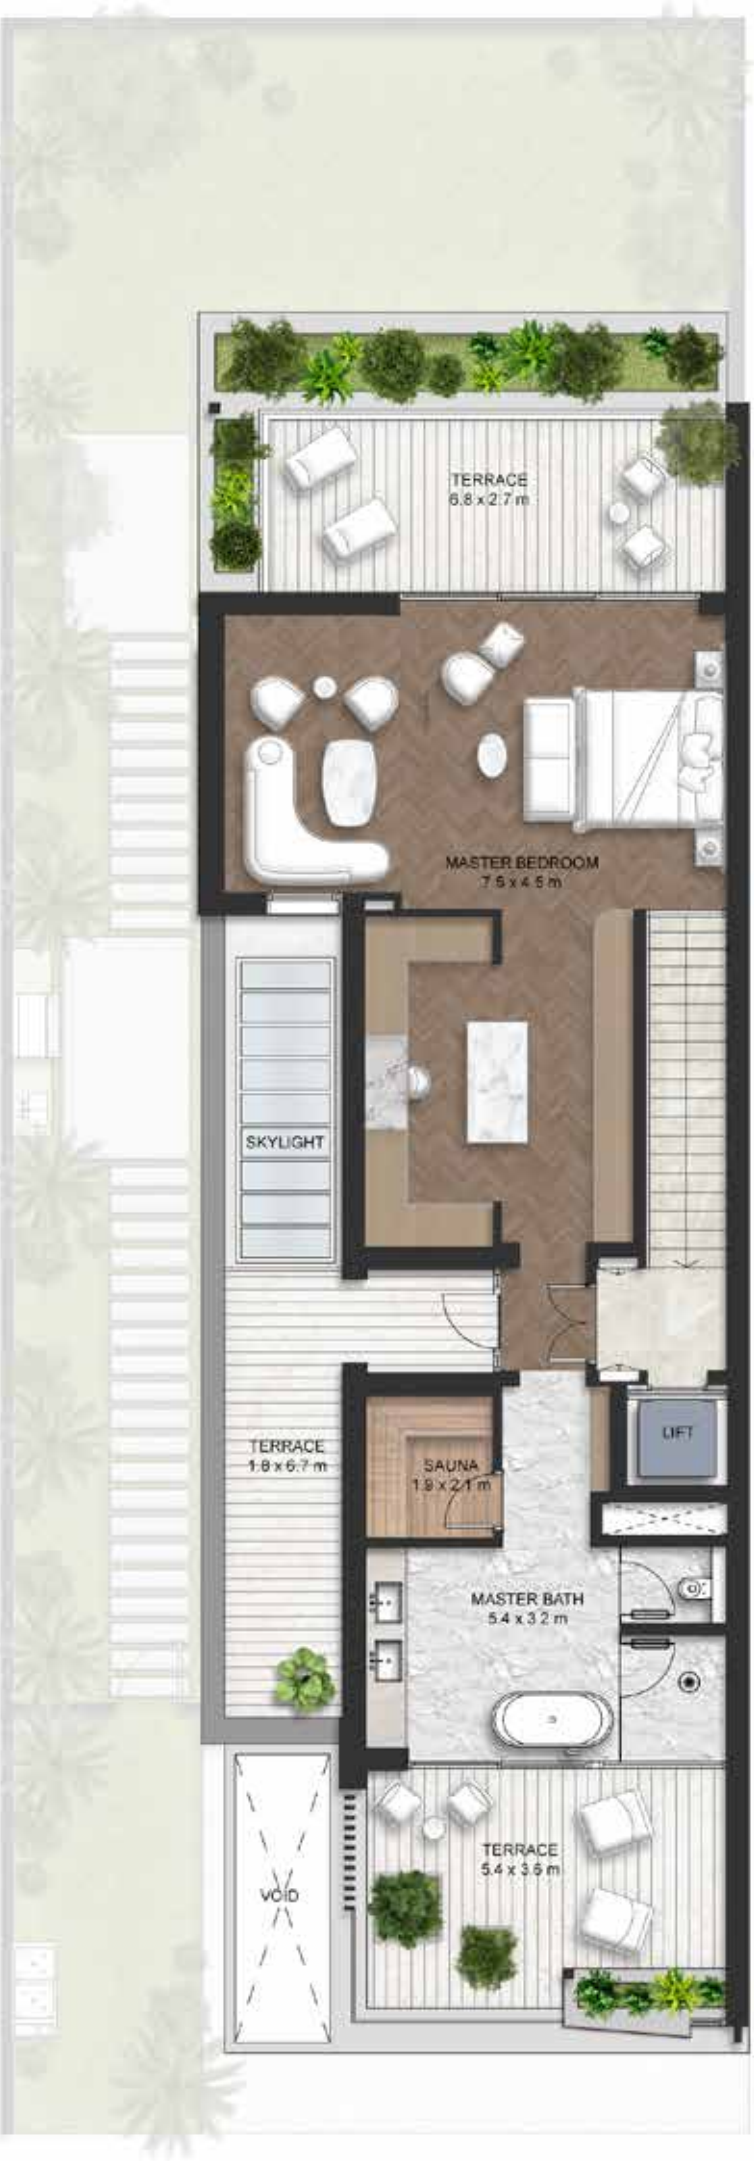 TERRACE
6.8 x 2.7 m
MASTER BEDROOM
7.5 x 4.5 m
SKYLIGHT
TERRACE
1.8 x 6.7 m
SAUNA
1.9 x 2.1 m
LIFT
MASTER BATH
5.4 x 3.2 m
TERRACE
5.4 x 3.6 m
VOID